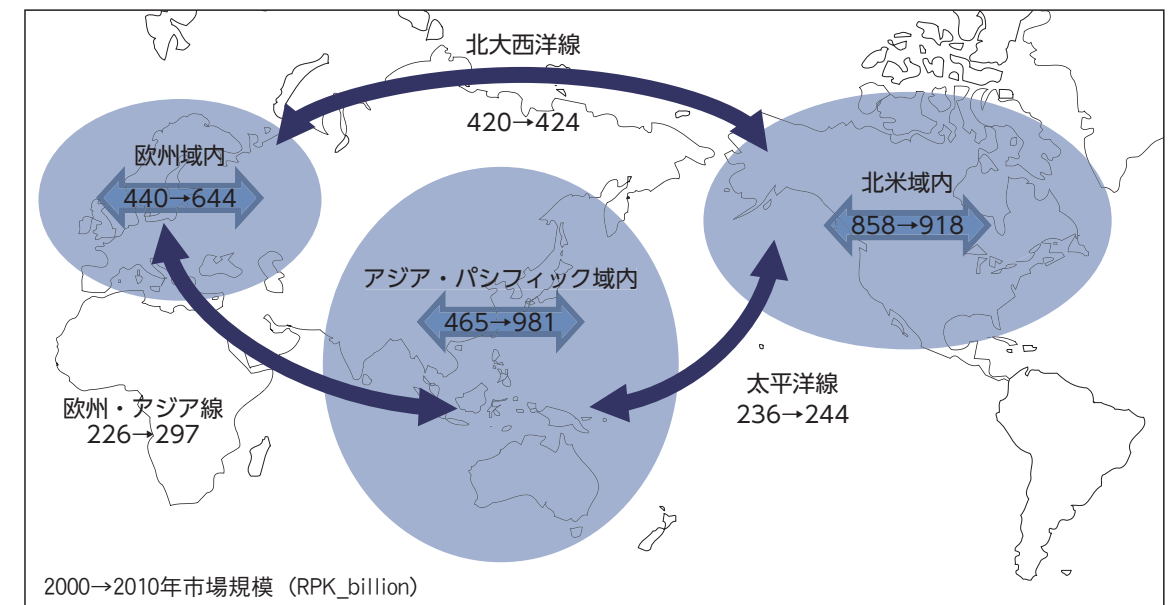 北大西洋線
420→424
欧州域内
440→644
北米域内
858→918
アジア・パシフィック域内
465→981
欧州・アジア線
226→297
太平洋線
236→244
2000→2010年市場規模（RPK_billion）